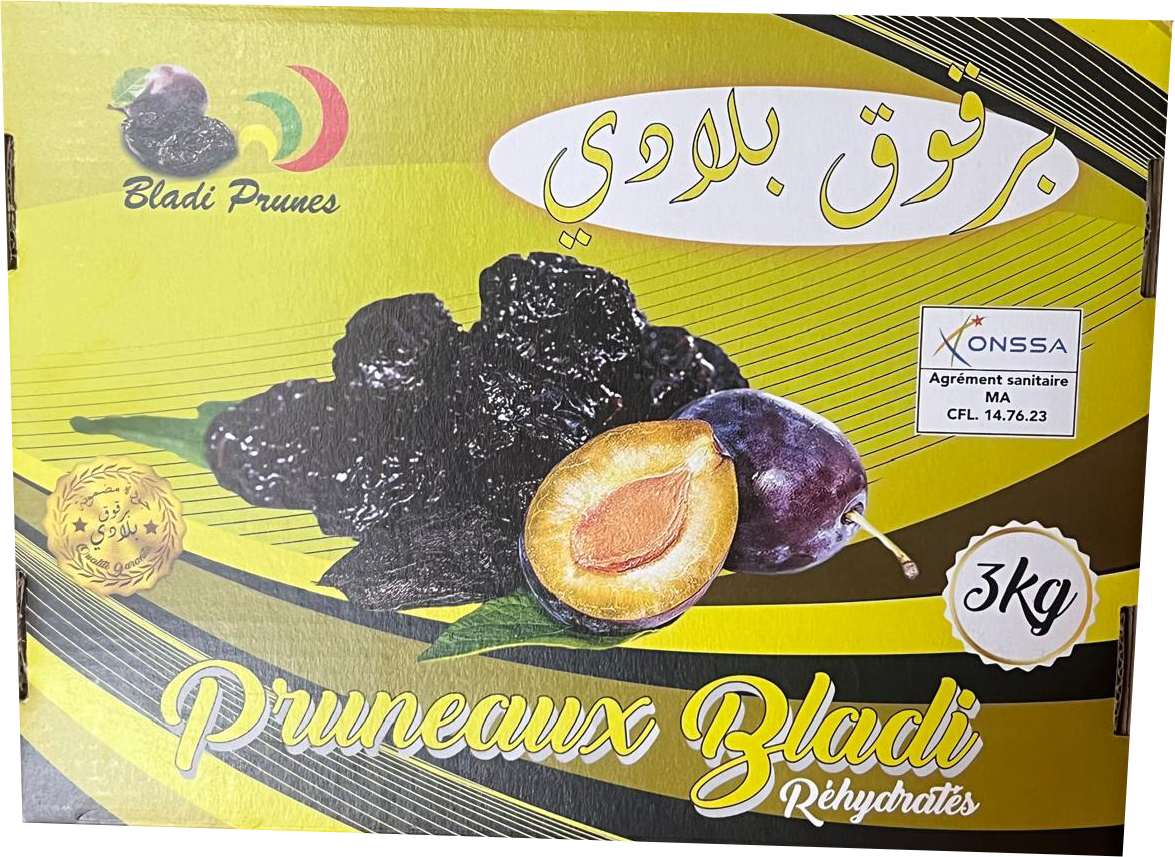 Bladi Prunes
برقوق بلادي
ONSSA
Agrément sanitaire
MA
CFL. 14.76.23
برقوق
بلادي
3kg
Pruneaux Bladi
Réhydratés